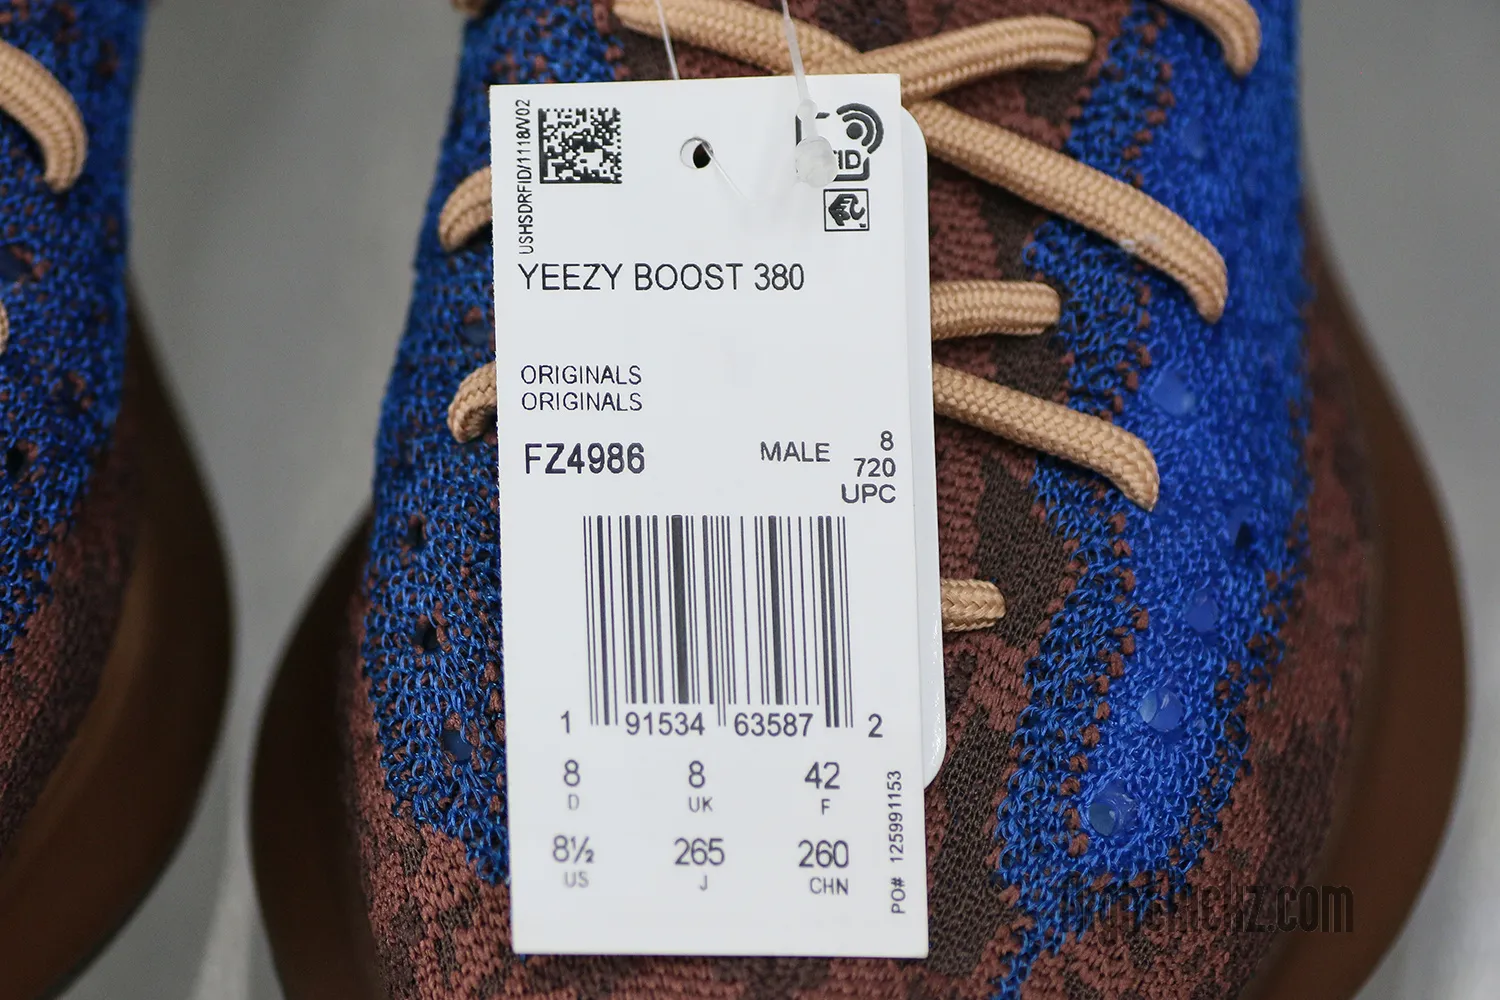 USHSDRFID/1118/V02
ID
YEEZY BOOST 380
ORIGINALS
ORIGINALS
FZ4986
MALE
8
720
UPC
1 91534 63587 2
8 8 42
D UK F
8½ 265 260
US J CHN
PO# 125991153